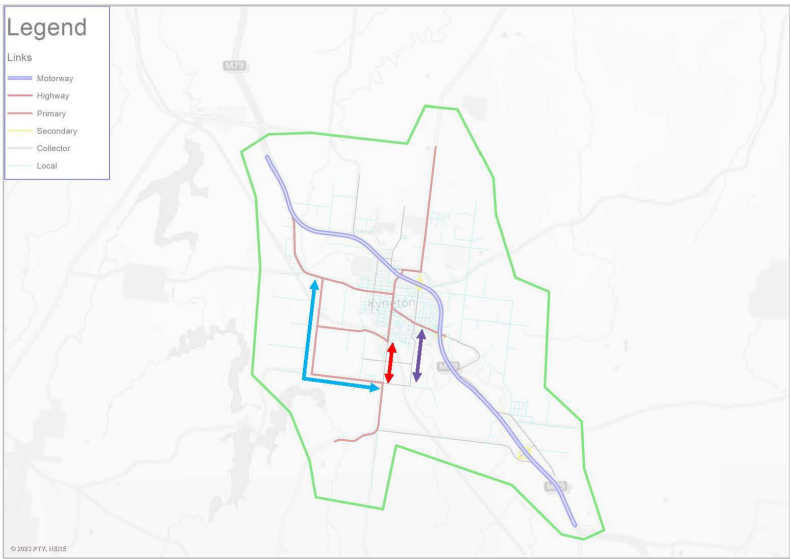 Legend
Links
Motorway
Highway
Primary
Secondary
Collector
Local
M79
Kyneton
© 2023 PTV, HERE